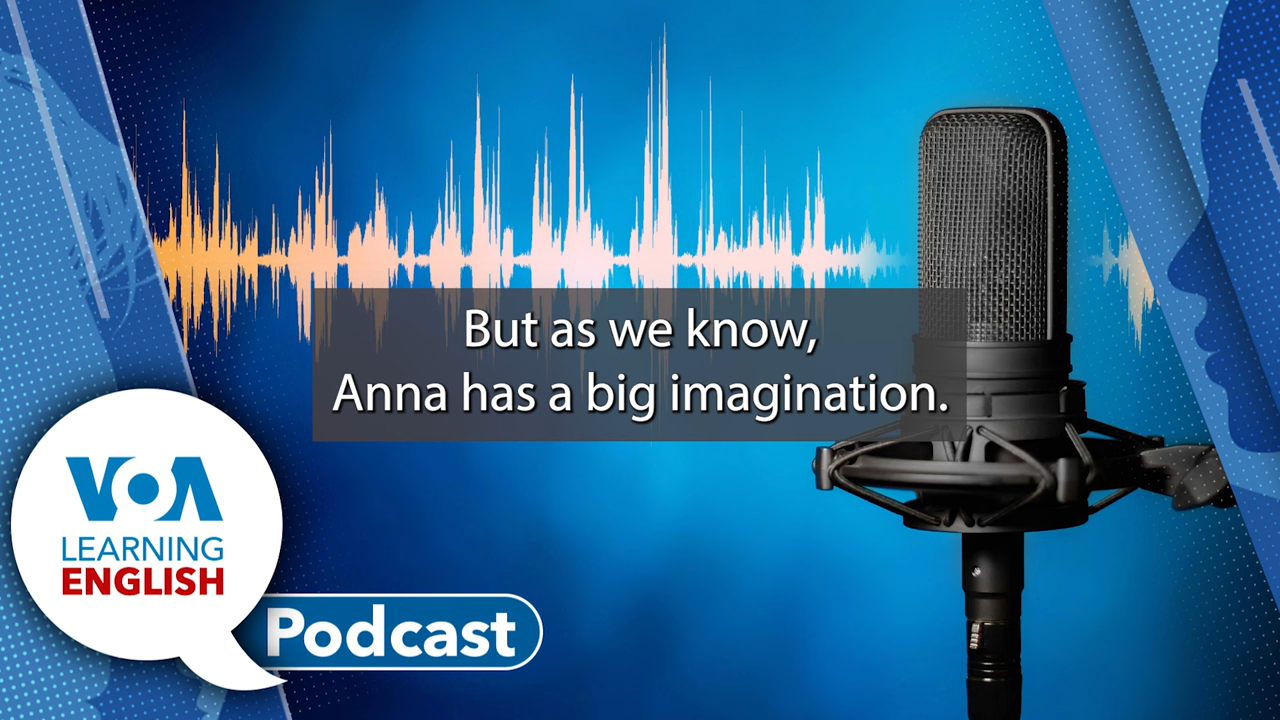 But as we know,
Anna has a big imagination.
VOA
LEARNING
ENGLISH
Podcast